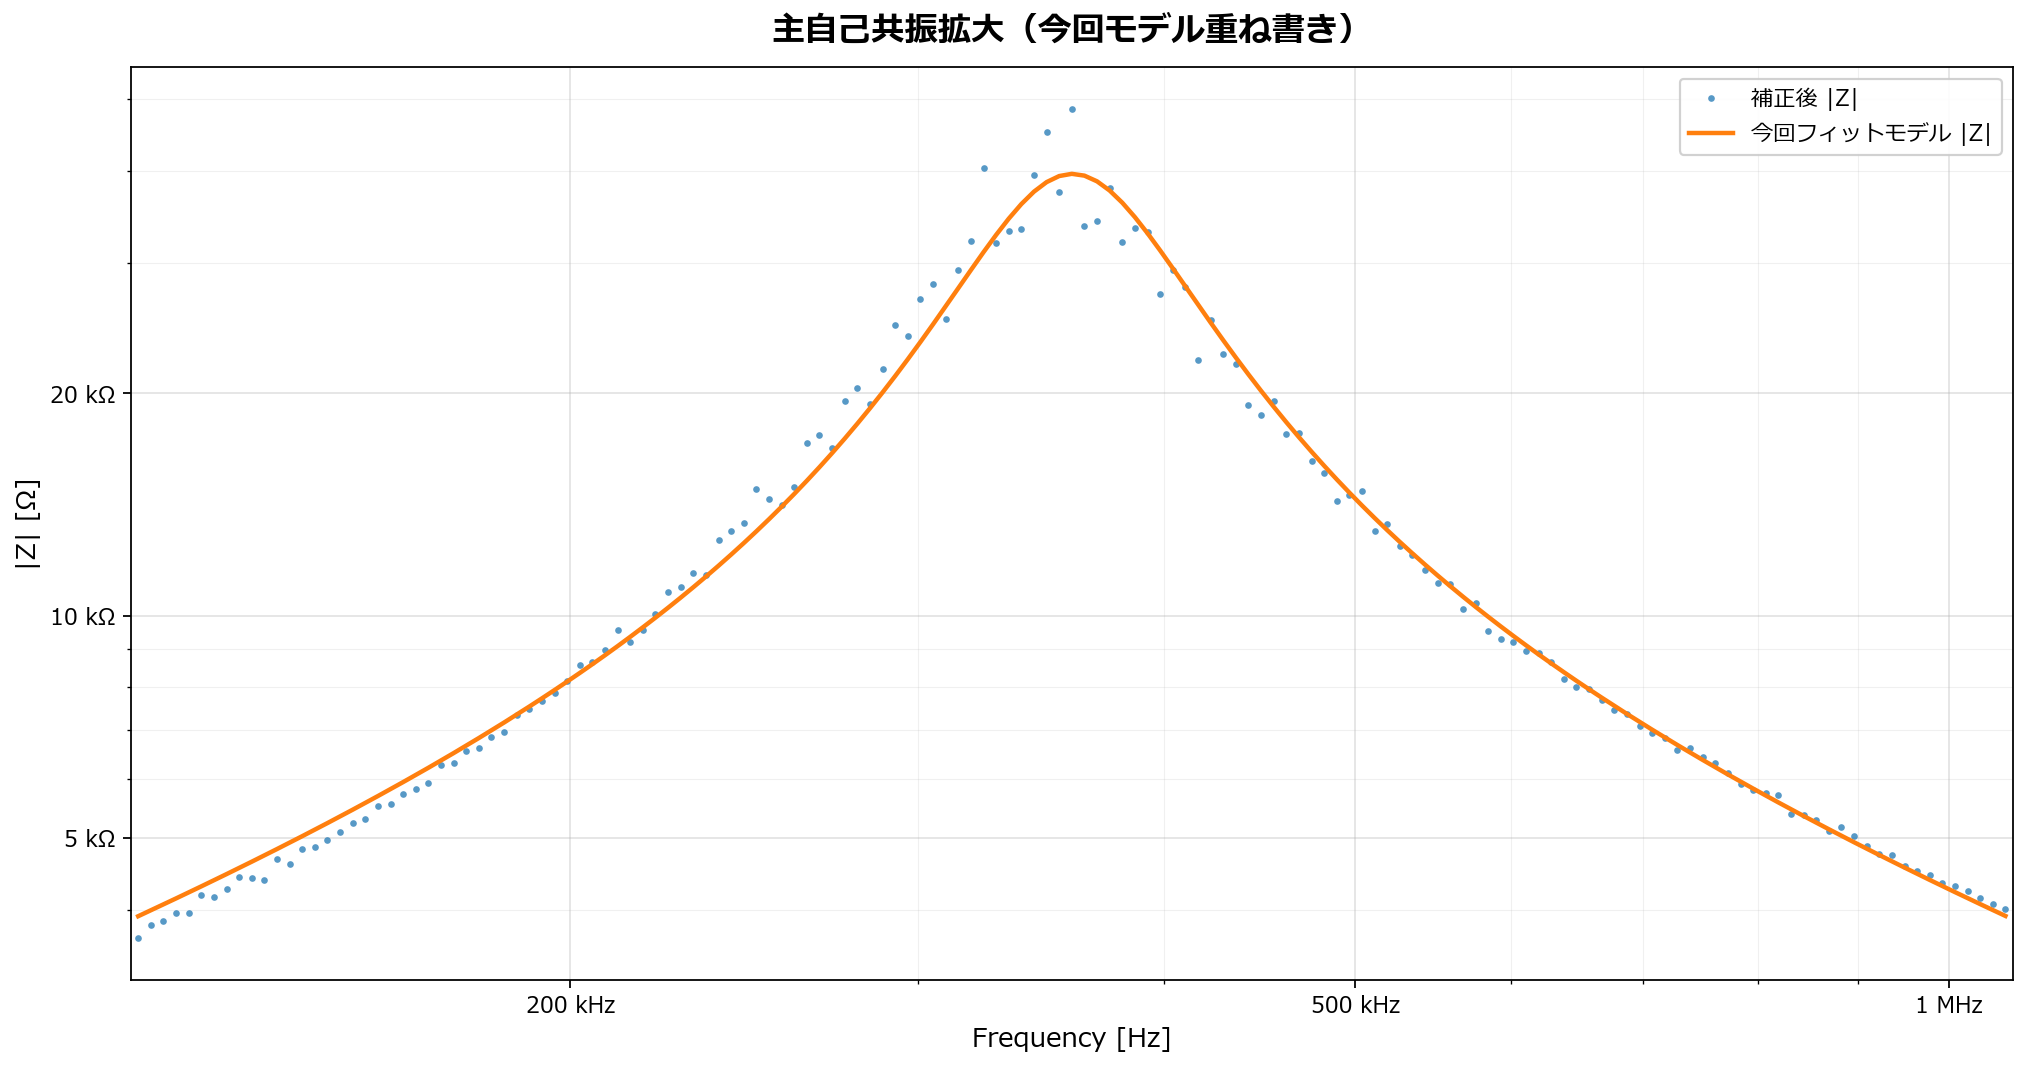 主自己共振拡大（今回モデル重ね書き）
補正後 |Z|
今回フィットモデル |Z|
|Z| [Ω]
20 kΩ
10 kΩ
5 kΩ
200 kHz
500 kHz
1 MHz
Frequency [Hz]